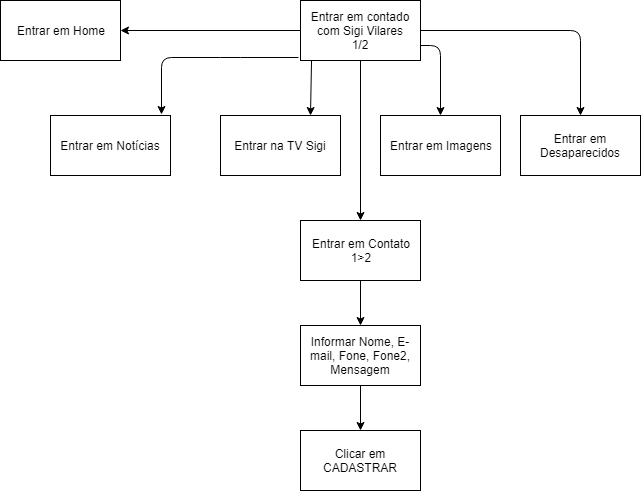 Entrar em Home
Entrar em contado
com Sigi Vilares
1/2
Entrar em Notícias
Entrar na TV Sigi
Entrar em Imagens
Entrar em
Desaparecidos
Entrar em Contato
1>2
Informar Nome, E-
mail, Fone, Fone2,
Mensagem
Clicar em
CADASTRAR